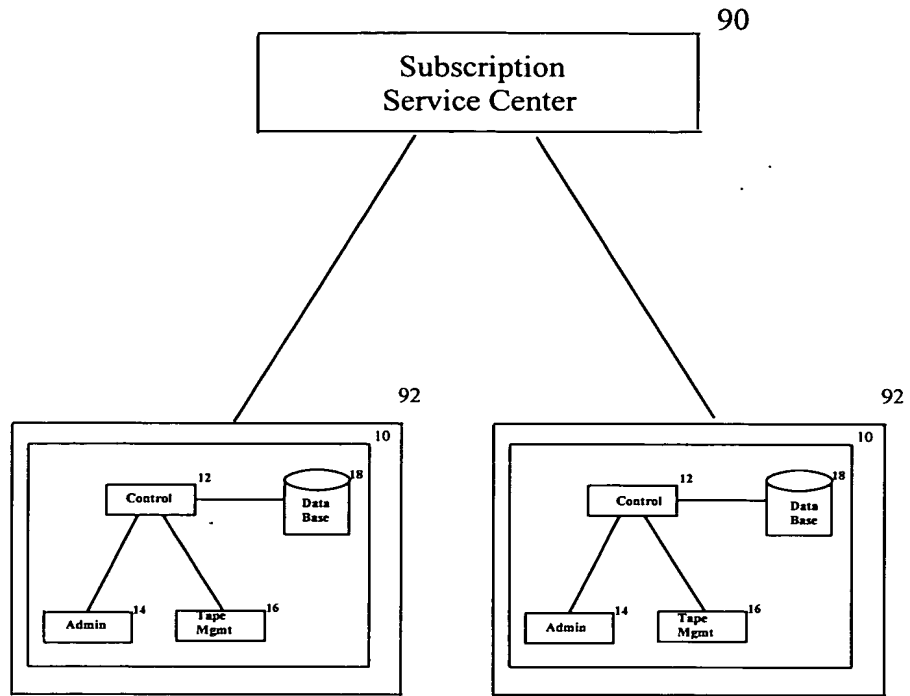 90
Subscription
Service Center
92
92
10
10
12
18
12
18
Control
Data
Base
Control
Data
Base
14
16
14
16
Admin
Tape
Mgmt
Admin
Tape
Mgmt